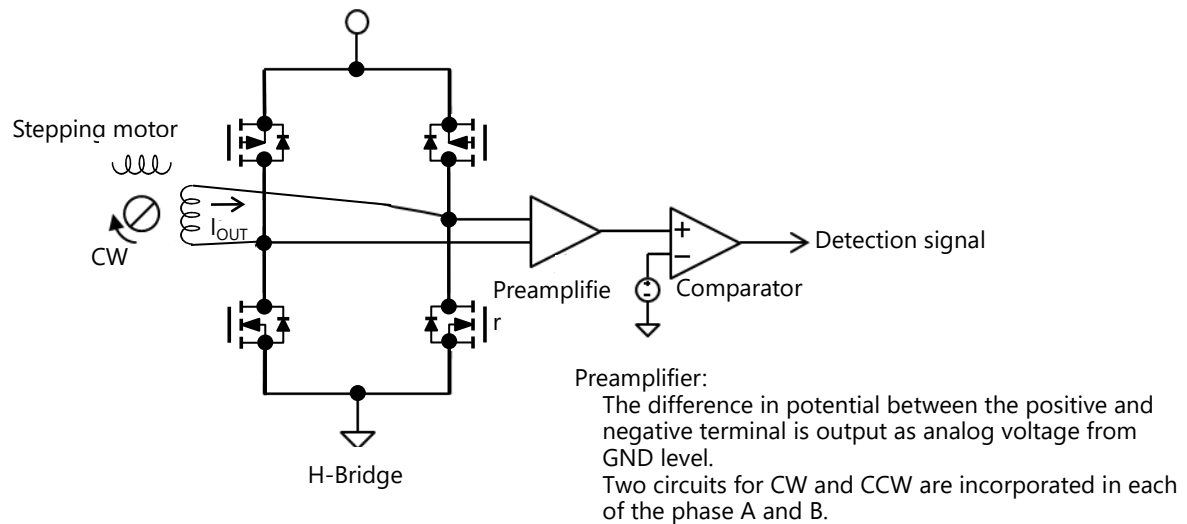 Stepping motor
I_OUT
CW
+
−
Detection signal
Preamplifie
r
Comparator
H-Bridge
Preamplifier:
The difference in potential between the positive and
negative terminal is output as analog voltage from
GND level.
Two circuits for CW and CCW are incorporated in each
of the phase A and B.